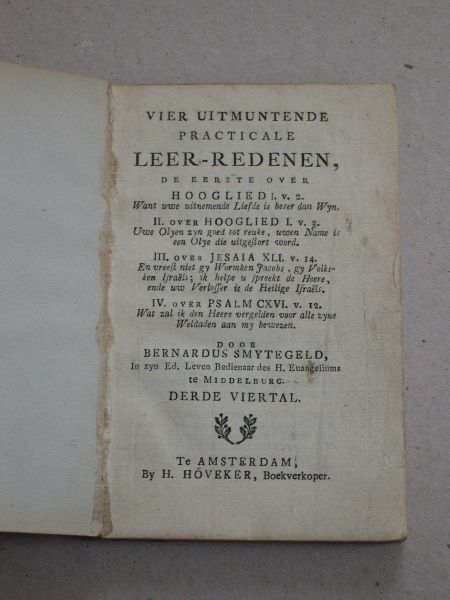 VIER UITMUNTENDE
PRACTICALE
LEER-REDENEN,
DE EERSTE OVER
HOOGLIED I. v. 2.
Want uwe uitnemende Liefde is beter dan Wyn.
II. OVER HOOGLIED I. v. 3.
Uwe Olyen zyn goed tot reuke, uwen Name is
een Olye die uitgestort word.
III. OVER JESAIA XLI. v. 14.
En vreest niet gy Wormken Jacobs, gy Volks-
ken Israëls; ik helpe u spreekt de Heere,
ende uw Verlosser is de Heilige Israëls.
IV. OVER PSALM CXVI. v. 12.
Wat zal ik den Heere vergelden voor alle zyne
Weldaden aan my bewezen.
DOOR
BERNARDUS SMYTEGELD,
In zyn Ed. Leven Bedienaar des H. Euangeliums
te MIDDELBURG.
DERDE VIERTAL.
Te AMSTERDAM,
By H. HÖVEKER, Boekverkoper.